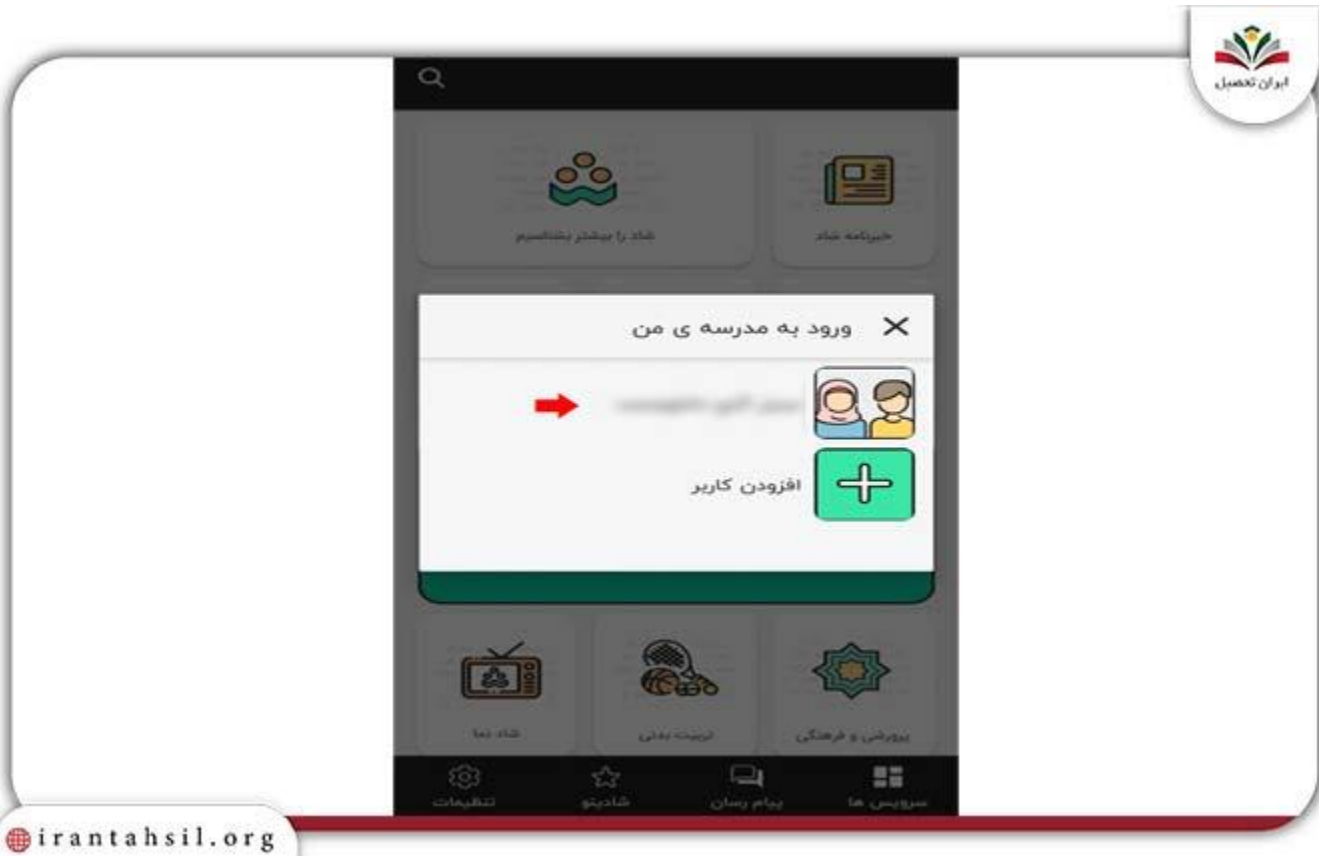 ایران تحصیل
خبرنامه شاد
شاد را بیشتر بشناسیم
ورود به مدرسه ی من
افزودن کاربر
پرورشی و فرهنگی
تربیت بدنی
شاد نما
سرویس ها
پیام رسان
شادیتو
تنظیمات
irantahsil.org